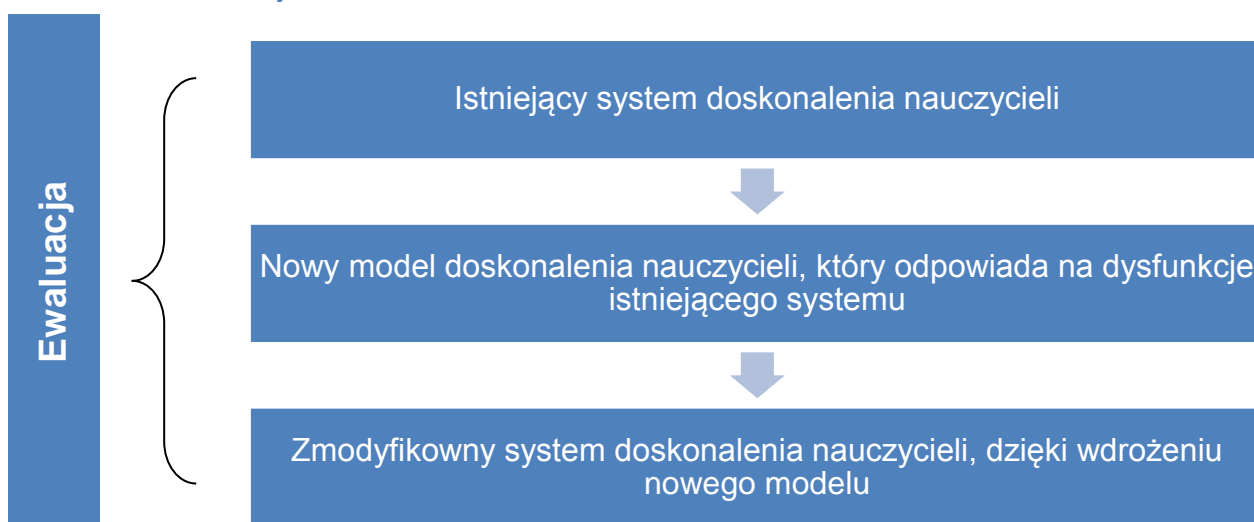 Ewaluacja
Istniejący system doskonalenia nauczycieli
Nowy model doskonalenia nauczycieli, który odpowiada na dysfunkcje
istniejącego systemu
Zmodyfikowny system doskonalenia nauczycieli, dzięki wdrożeniu
nowego modelu